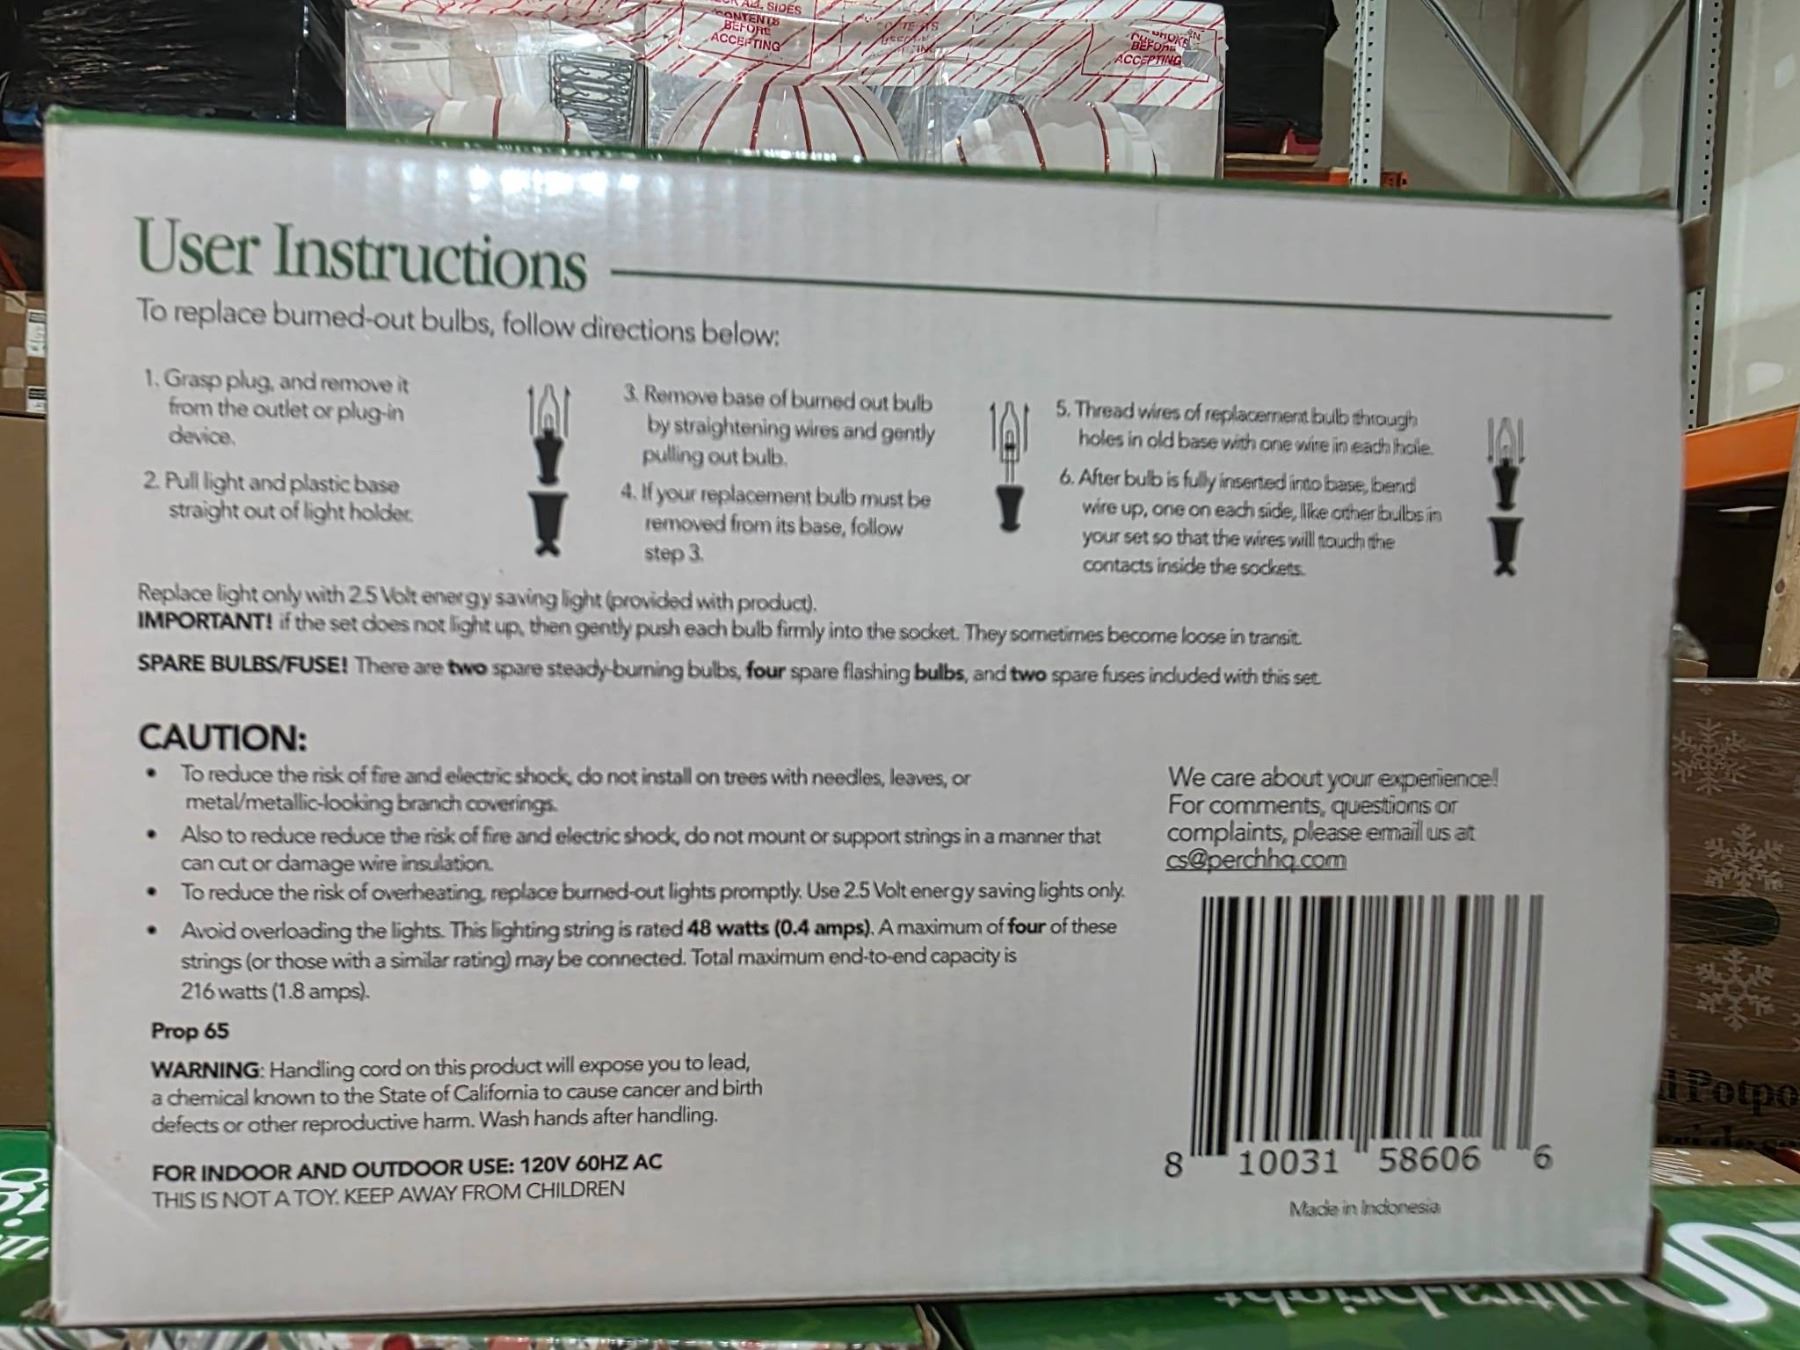 ALL SIDES
CONTENTS
BEFORE
ACCEPTING
BEFORE
ACCEPTING
User Instructions
To replace burned-out bulbs, follow directions below:
1. Grasp plug, and remove it
from the outlet or plug-in
device.
2. Pull light and plastic base
straight out of light holder.
3. Remove base of burned out bulb
by straightening wires and gently
pulling out bulb.
4. If your replacement bulb must be
removed from its base, follow
step 3.
5. Thread wires of replacement bulb through
holes in old base with one wire in each hole.
6. After bulb is fully inserted into base, bend
wire up, one on each side, like other bulbs in
your set so that the wires will touch the
contacts inside the sockets.
Replace light only with 2.5 Volt energy saving light (provided with product).
IMPORTANT! if the set does not light up, then gently push each bulb firmly into the socket. They sometimes become loose in transit.
SPARE BULBS/FUSE! There are two spare steady-burning bulbs, four spare flashing bulbs, and two spare fuses included with this set.
CAUTION:
• To reduce the risk of fire and electric shock, do not install on trees with needles, leaves, or
metal/metallic-looking branch coverings.
• Also to reduce reduce the risk of fire and electric shock, do not mount or support strings in a manner that
can cut or damage wire insulation.
• To reduce the risk of overheating, replace burned-out lights promptly. Use 2.5 Volt energy saving lights only.
• Avoid overloading the lights. This lighting string is rated 48 watts (0.4 amps). A maximum of four of these
strings (or those with a similar rating) may be connected. Total maximum end-to-end capacity is
216 watts (1.8 amps).
Prop 65
WARNING: Handling cord on this product will expose you to lead,
a chemical known to the State of California to cause cancer and birth
defects or other reproductive harm. Wash hands after handling.
FOR INDOOR AND OUTDOOR USE: 120V 60HZ AC
THIS IS NOT A TOY. KEEP AWAY FROM CHILDREN
We care about your experience!
For comments, questions or
complaints, please email us at
cs@perchhq.com
8 10031 58606 6
Made in Indonesia
Potpo
Ultra-bright